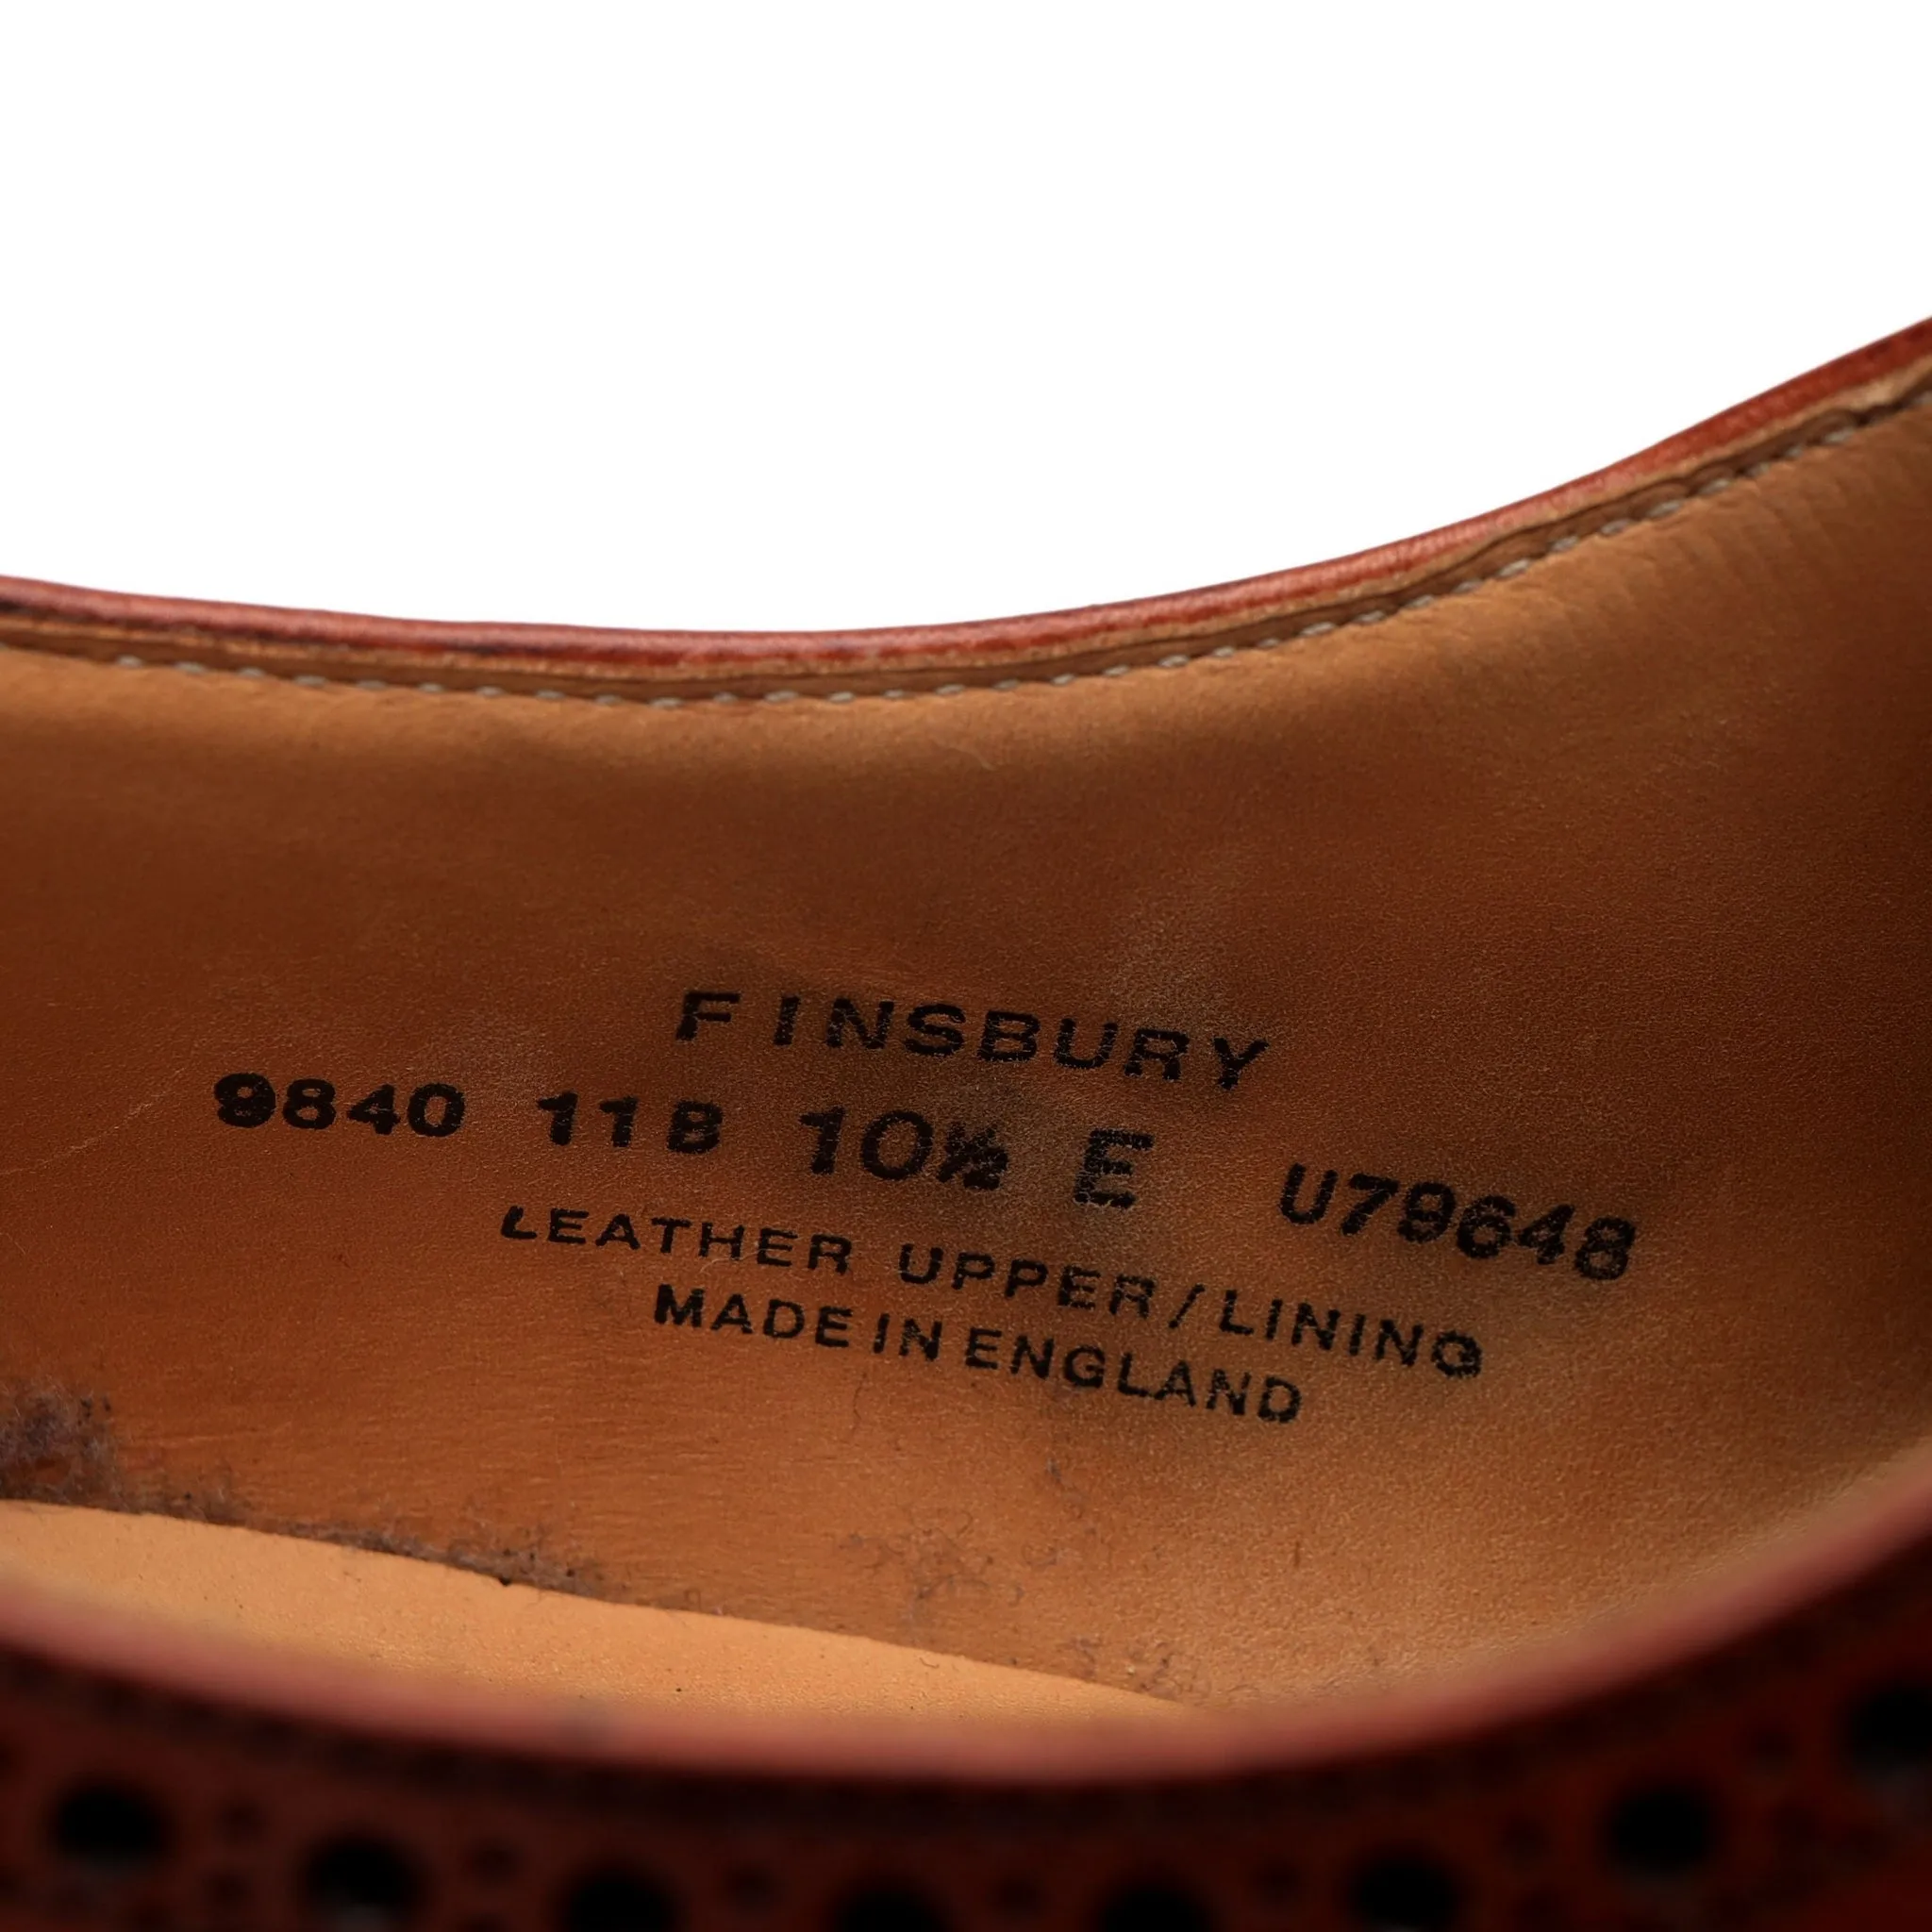 FINSBURY
9840 11B 10½ E U79648
LEATHER UPPER/LINING
MADE IN ENGLAND